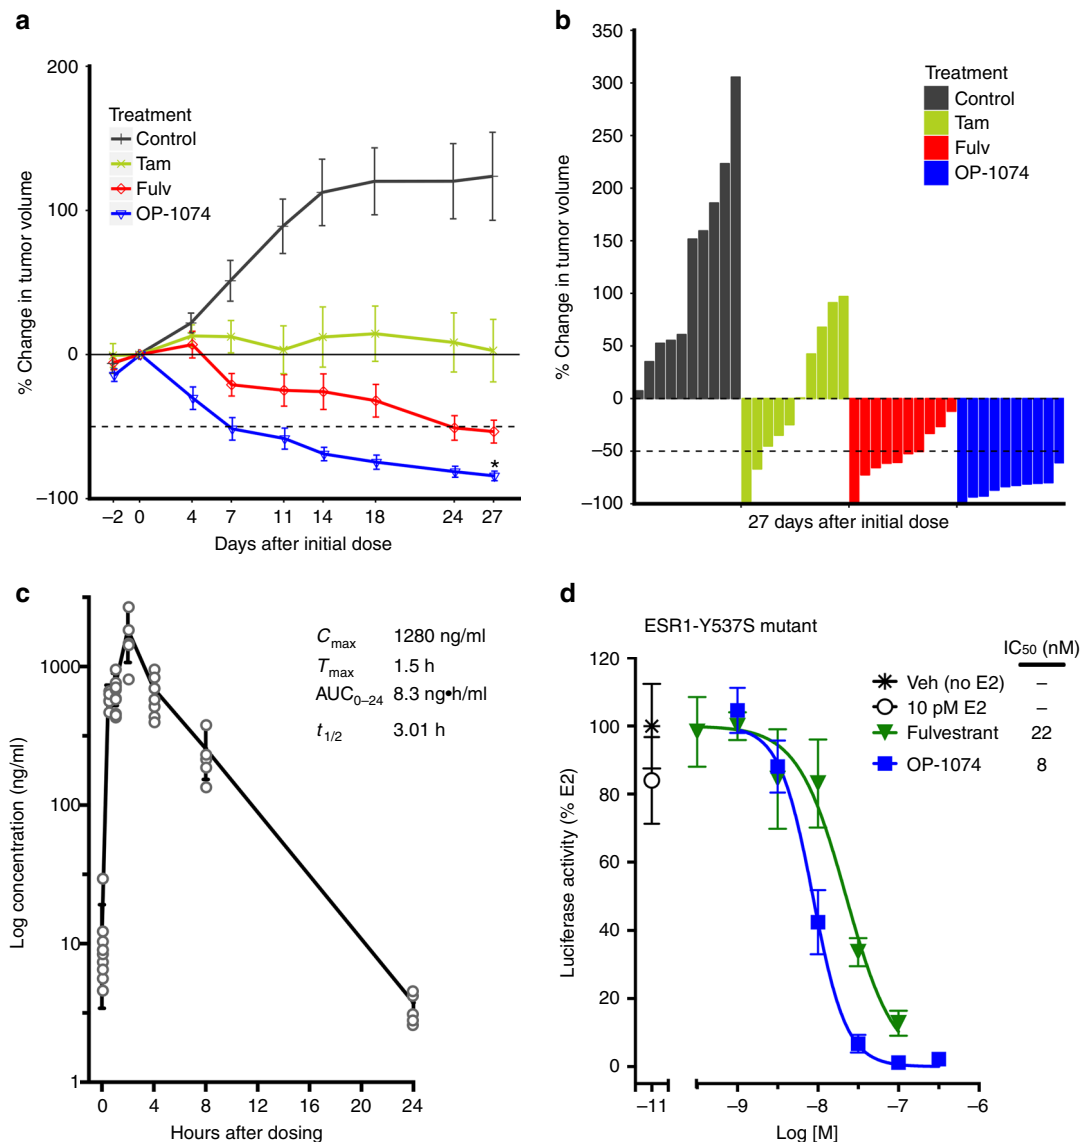 a
200
100
0
–100
% Change in tumor volume
Treatment
Control
Tam
Fulv
OP-1074
*
–2 0 4 7 11 14 18 24 27
Days after initial dose
b
350
300
250
200
150
100
50
0
–50
–100
% Change in tumor volume
Treatment
Control
Tam
Fulv
OP-1074
27 days after initial dose
c
1000
100
10
1
Log concentration (ng/ml)
Cmax 1280 ng/ml
Tmax 1.5 h
AUC0–24 8.3 ng•h/ml
t1/2 3.01 h
0 4 8 12 16 20 24
Hours after dosing
d
ESR1-Y537S mutant
IC50 (nM)
Veh (no E2) –
10 pM E2 –
Fulvestrant 22
OP-1074 8
120
100
80
60
40
20
0
Luciferase activity (% E2)
–11 –9 –8 –7 –6
Log [M]